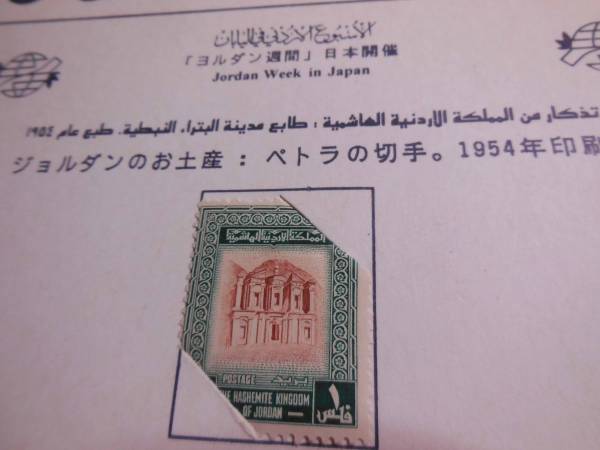 الأسبوع الأردني في اليابان
「ヨルダン週間」日本開催
Jordan Week in Japan
تذكار من المملكة الاردنية الهاشمية : طابع مدينة البتراء النبطية. طبع عام ١٩٥٤
ジョルダンのお土産 : ペトラの切手。1954年印刷
المملكة الاردنية الهاشمية
POSTAGE بريد
THE HASHEMITE KINGDOM
OF JORDAN
١
فلس